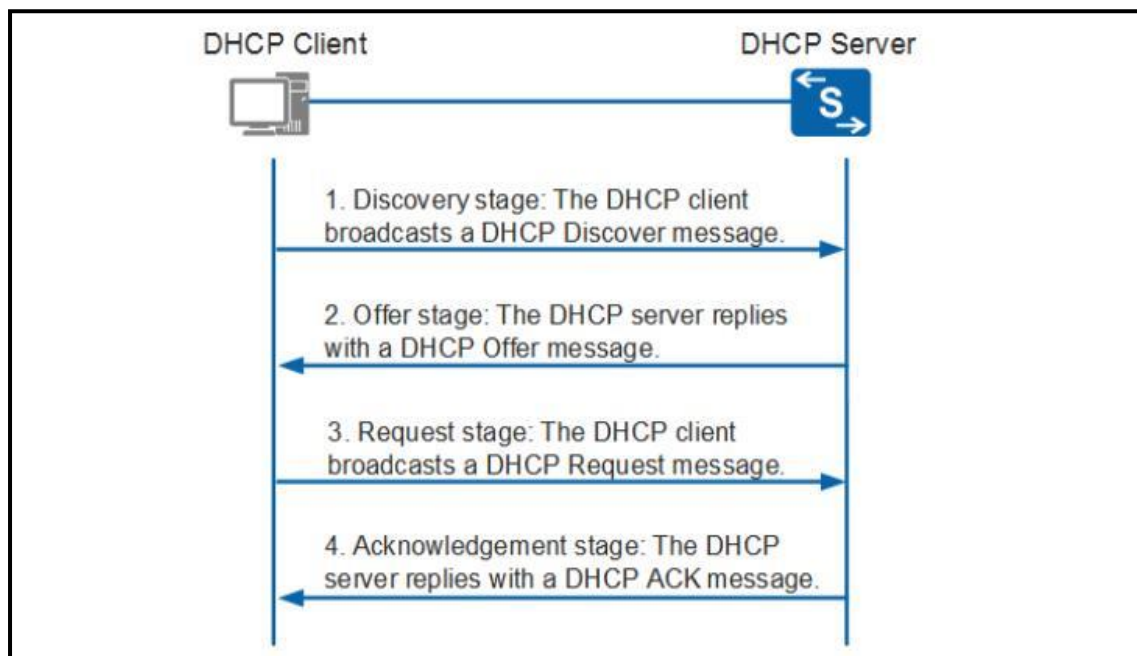 DHCP Client
DHCP Server
S
1. Discovery stage: The DHCP client
broadcasts a DHCP Discover message.
2. Offer stage: The DHCP server replies
with a DHCP Offer message.
3. Request stage: The DHCP client
broadcasts a DHCP Request message.
4. Acknowledgement stage: The DHCP
server replies with a DHCP ACK message.